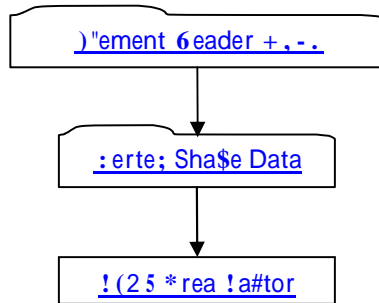 )"ement 6eader +,-.
:erte; Sha$e Data
!(25 *rea !a#tor